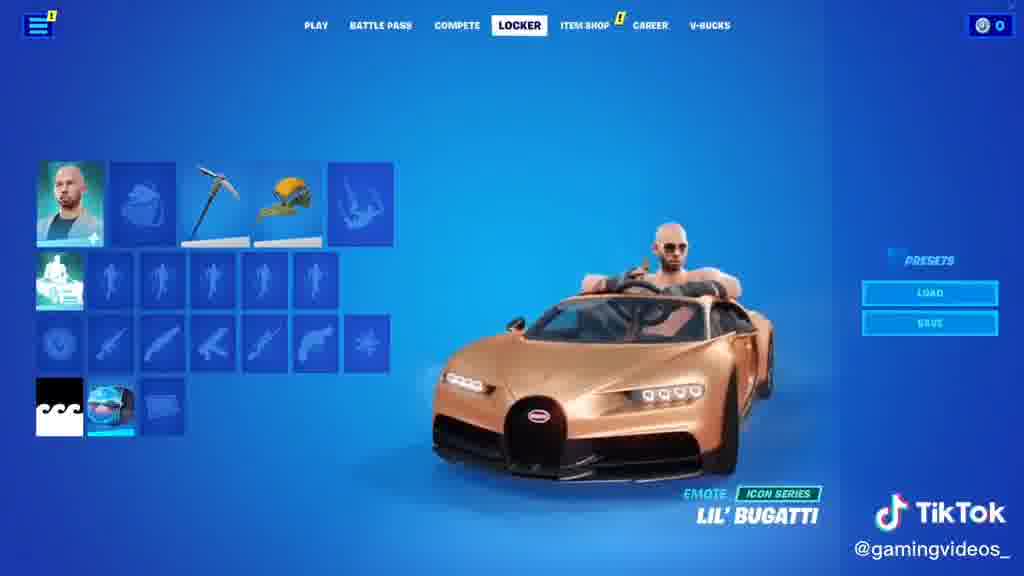 PLAY BATTLE PASS COMPETE LOCKER ITEM SHOP ! CAREER V-BUCKS
! 0
PRESETS
LOAD
SAVE
EMOTE ICON SERIES
LIL' BUGATTI
TikTok
@gamingvideos_